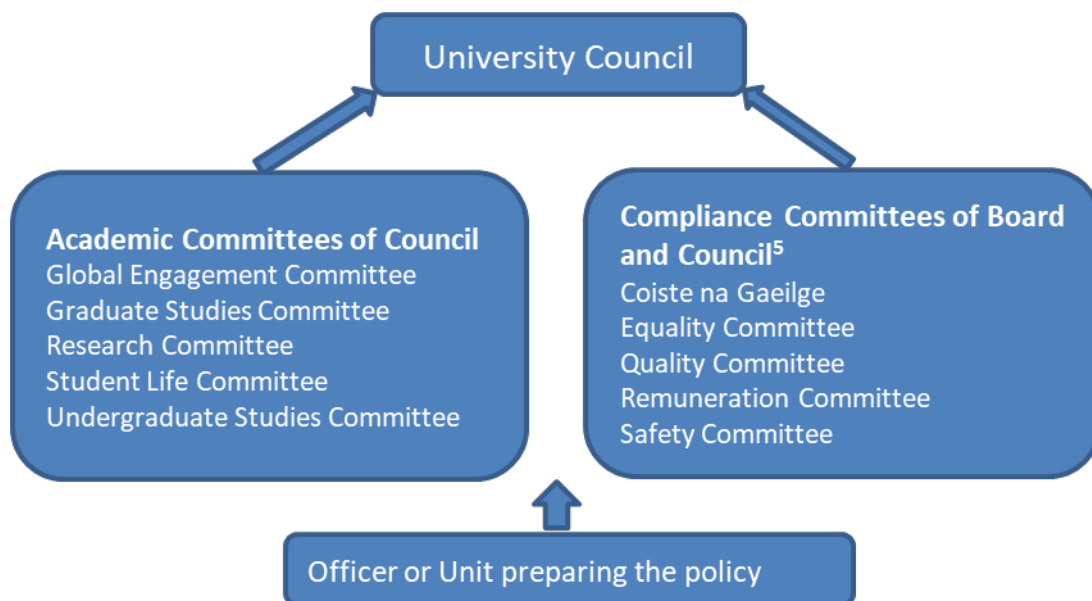 University Council
Academic Committees of Council
Global Engagement Committee
Graduate Studies Committee
Research Committee
Student Life Committee
Undergraduate Studies Committee
Compliance Committees of Board
and Council⁵
Coiste na Gaeilge
Equality Committee
Quality Committee
Remuneration Committee
Safety Committee
Officer or Unit preparing the policy